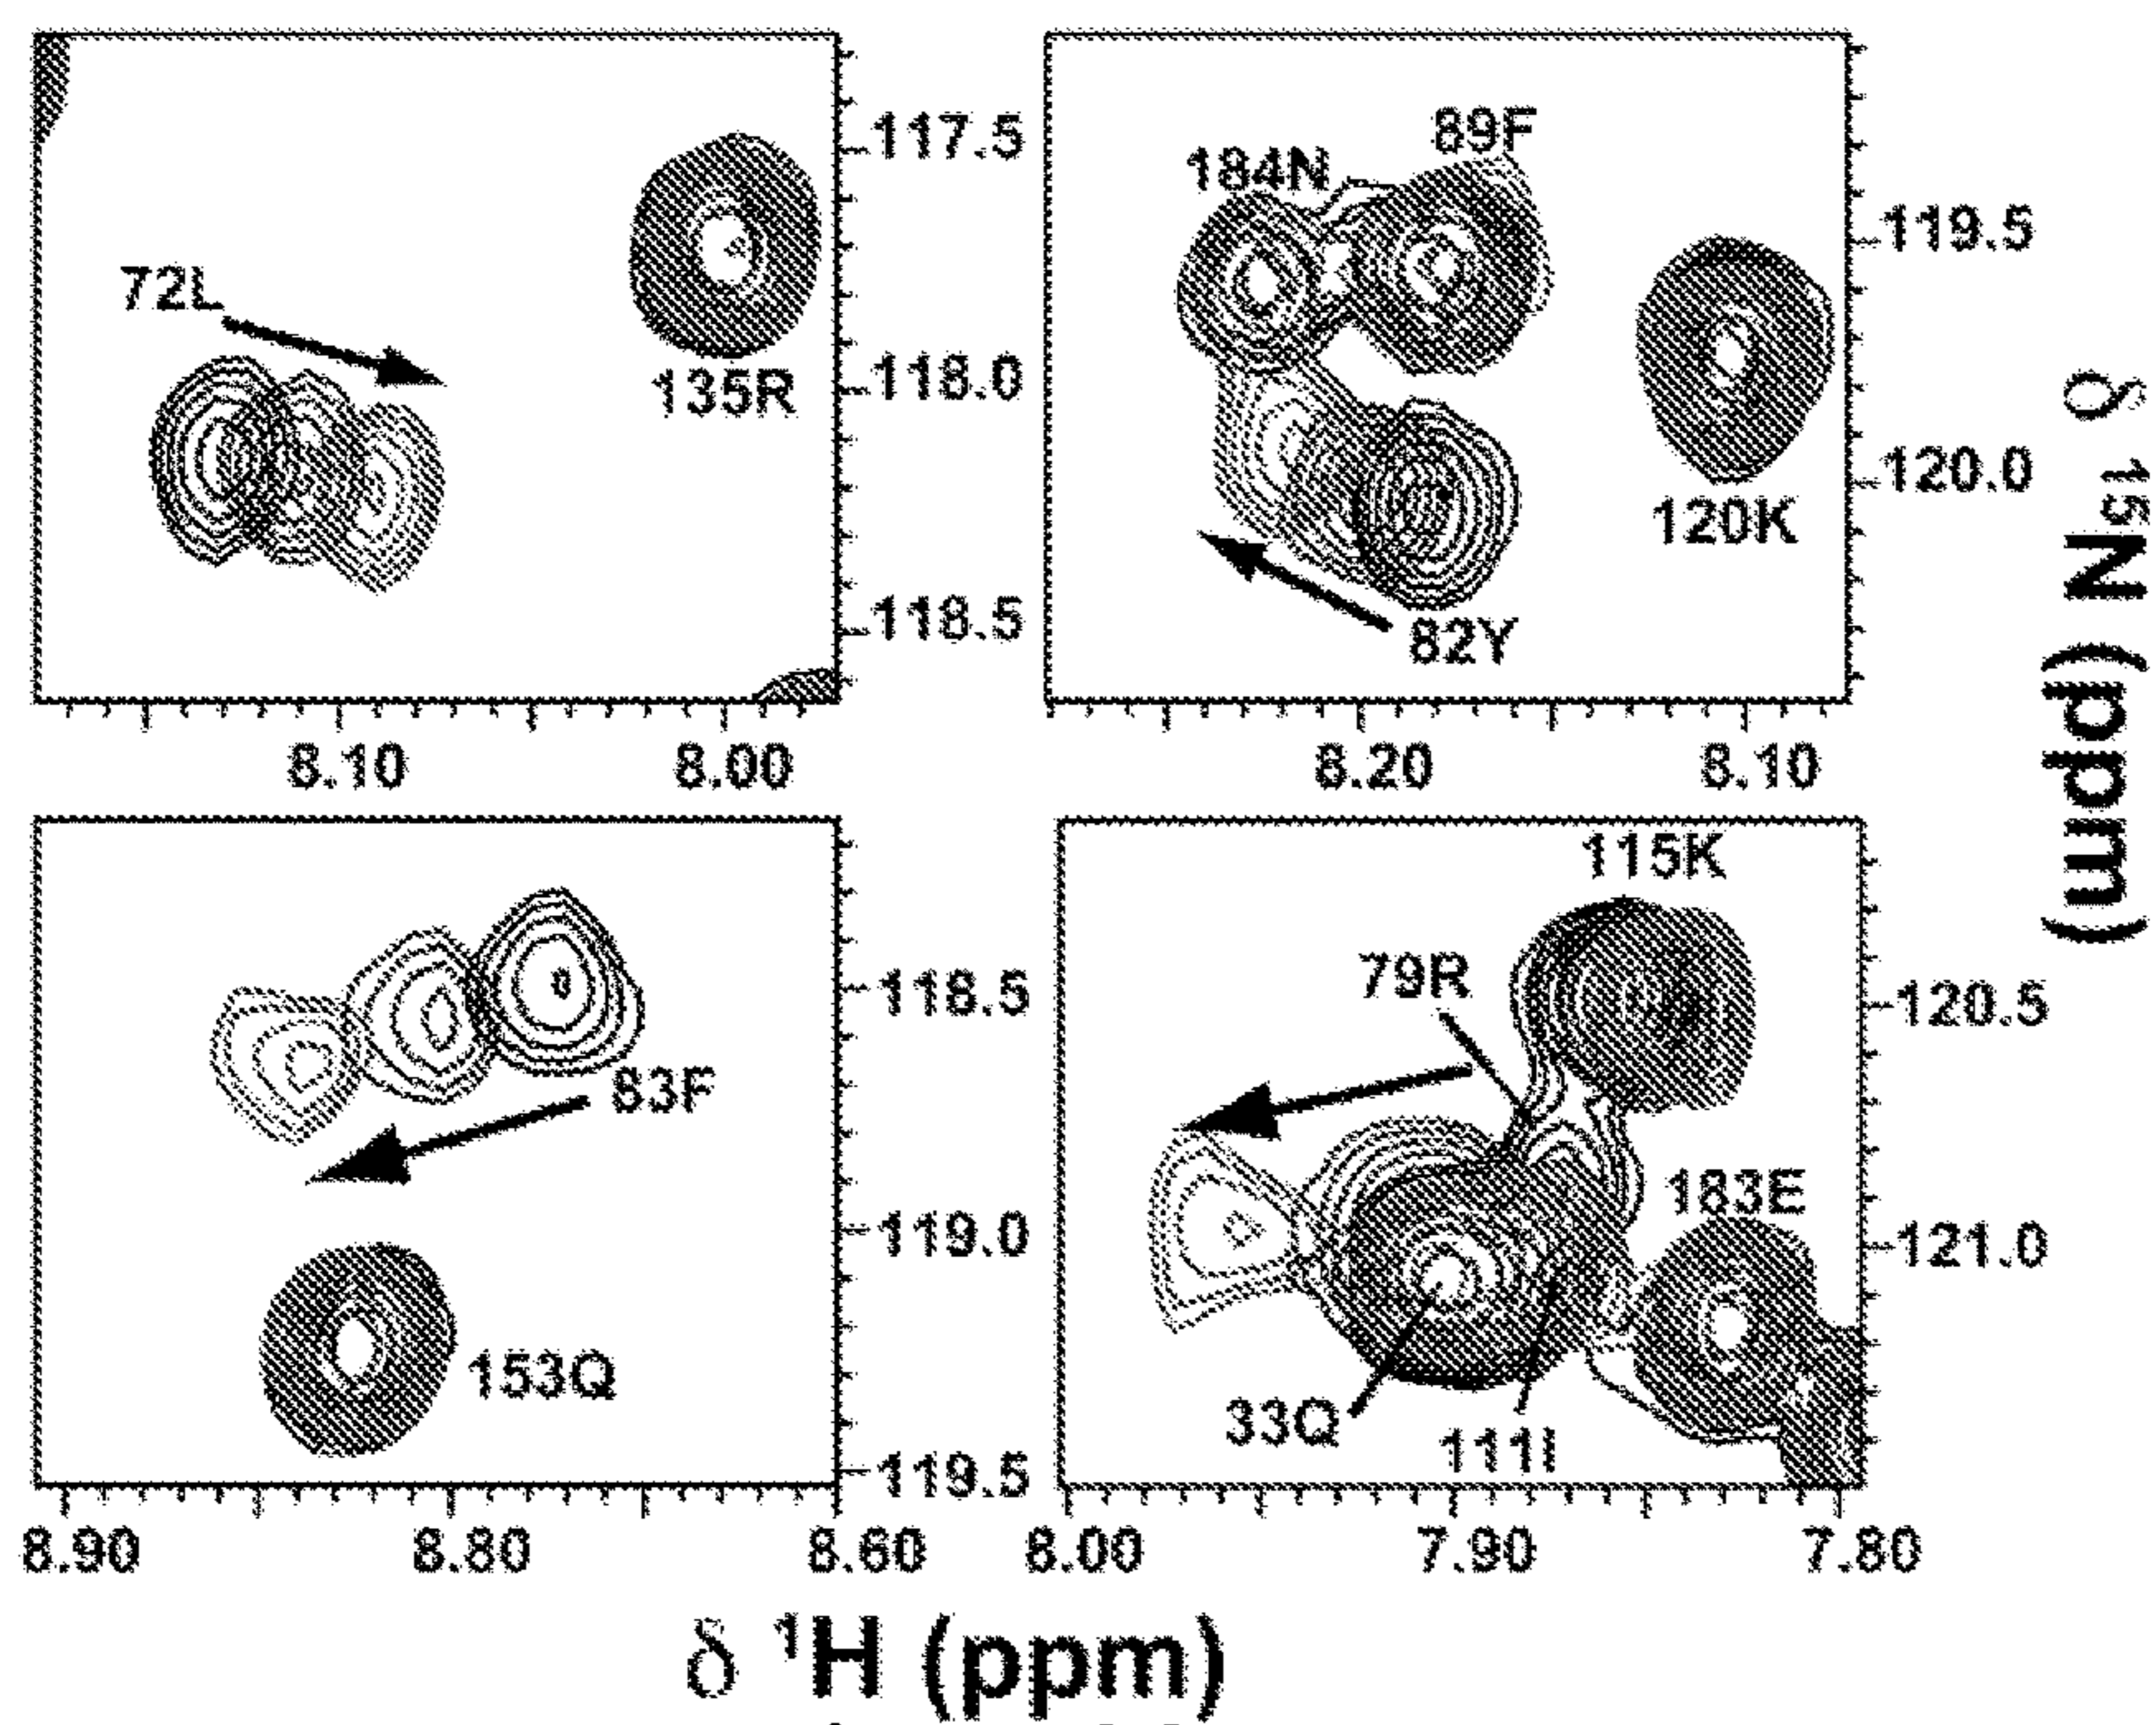 117.5
72L
118.0
135R
118.5
8.10 8.00
89F
184N
119.5
120.0
120K
82Y
8.20 8.10
δ ¹⁵N (ppm)
118.5
83F
119.0
153Q
119.5
8.90 8.80 8.60
115K
79R
120.5
183E
121.0
33Q
111I
8.00 7.90 7.80
δ ¹H (ppm)